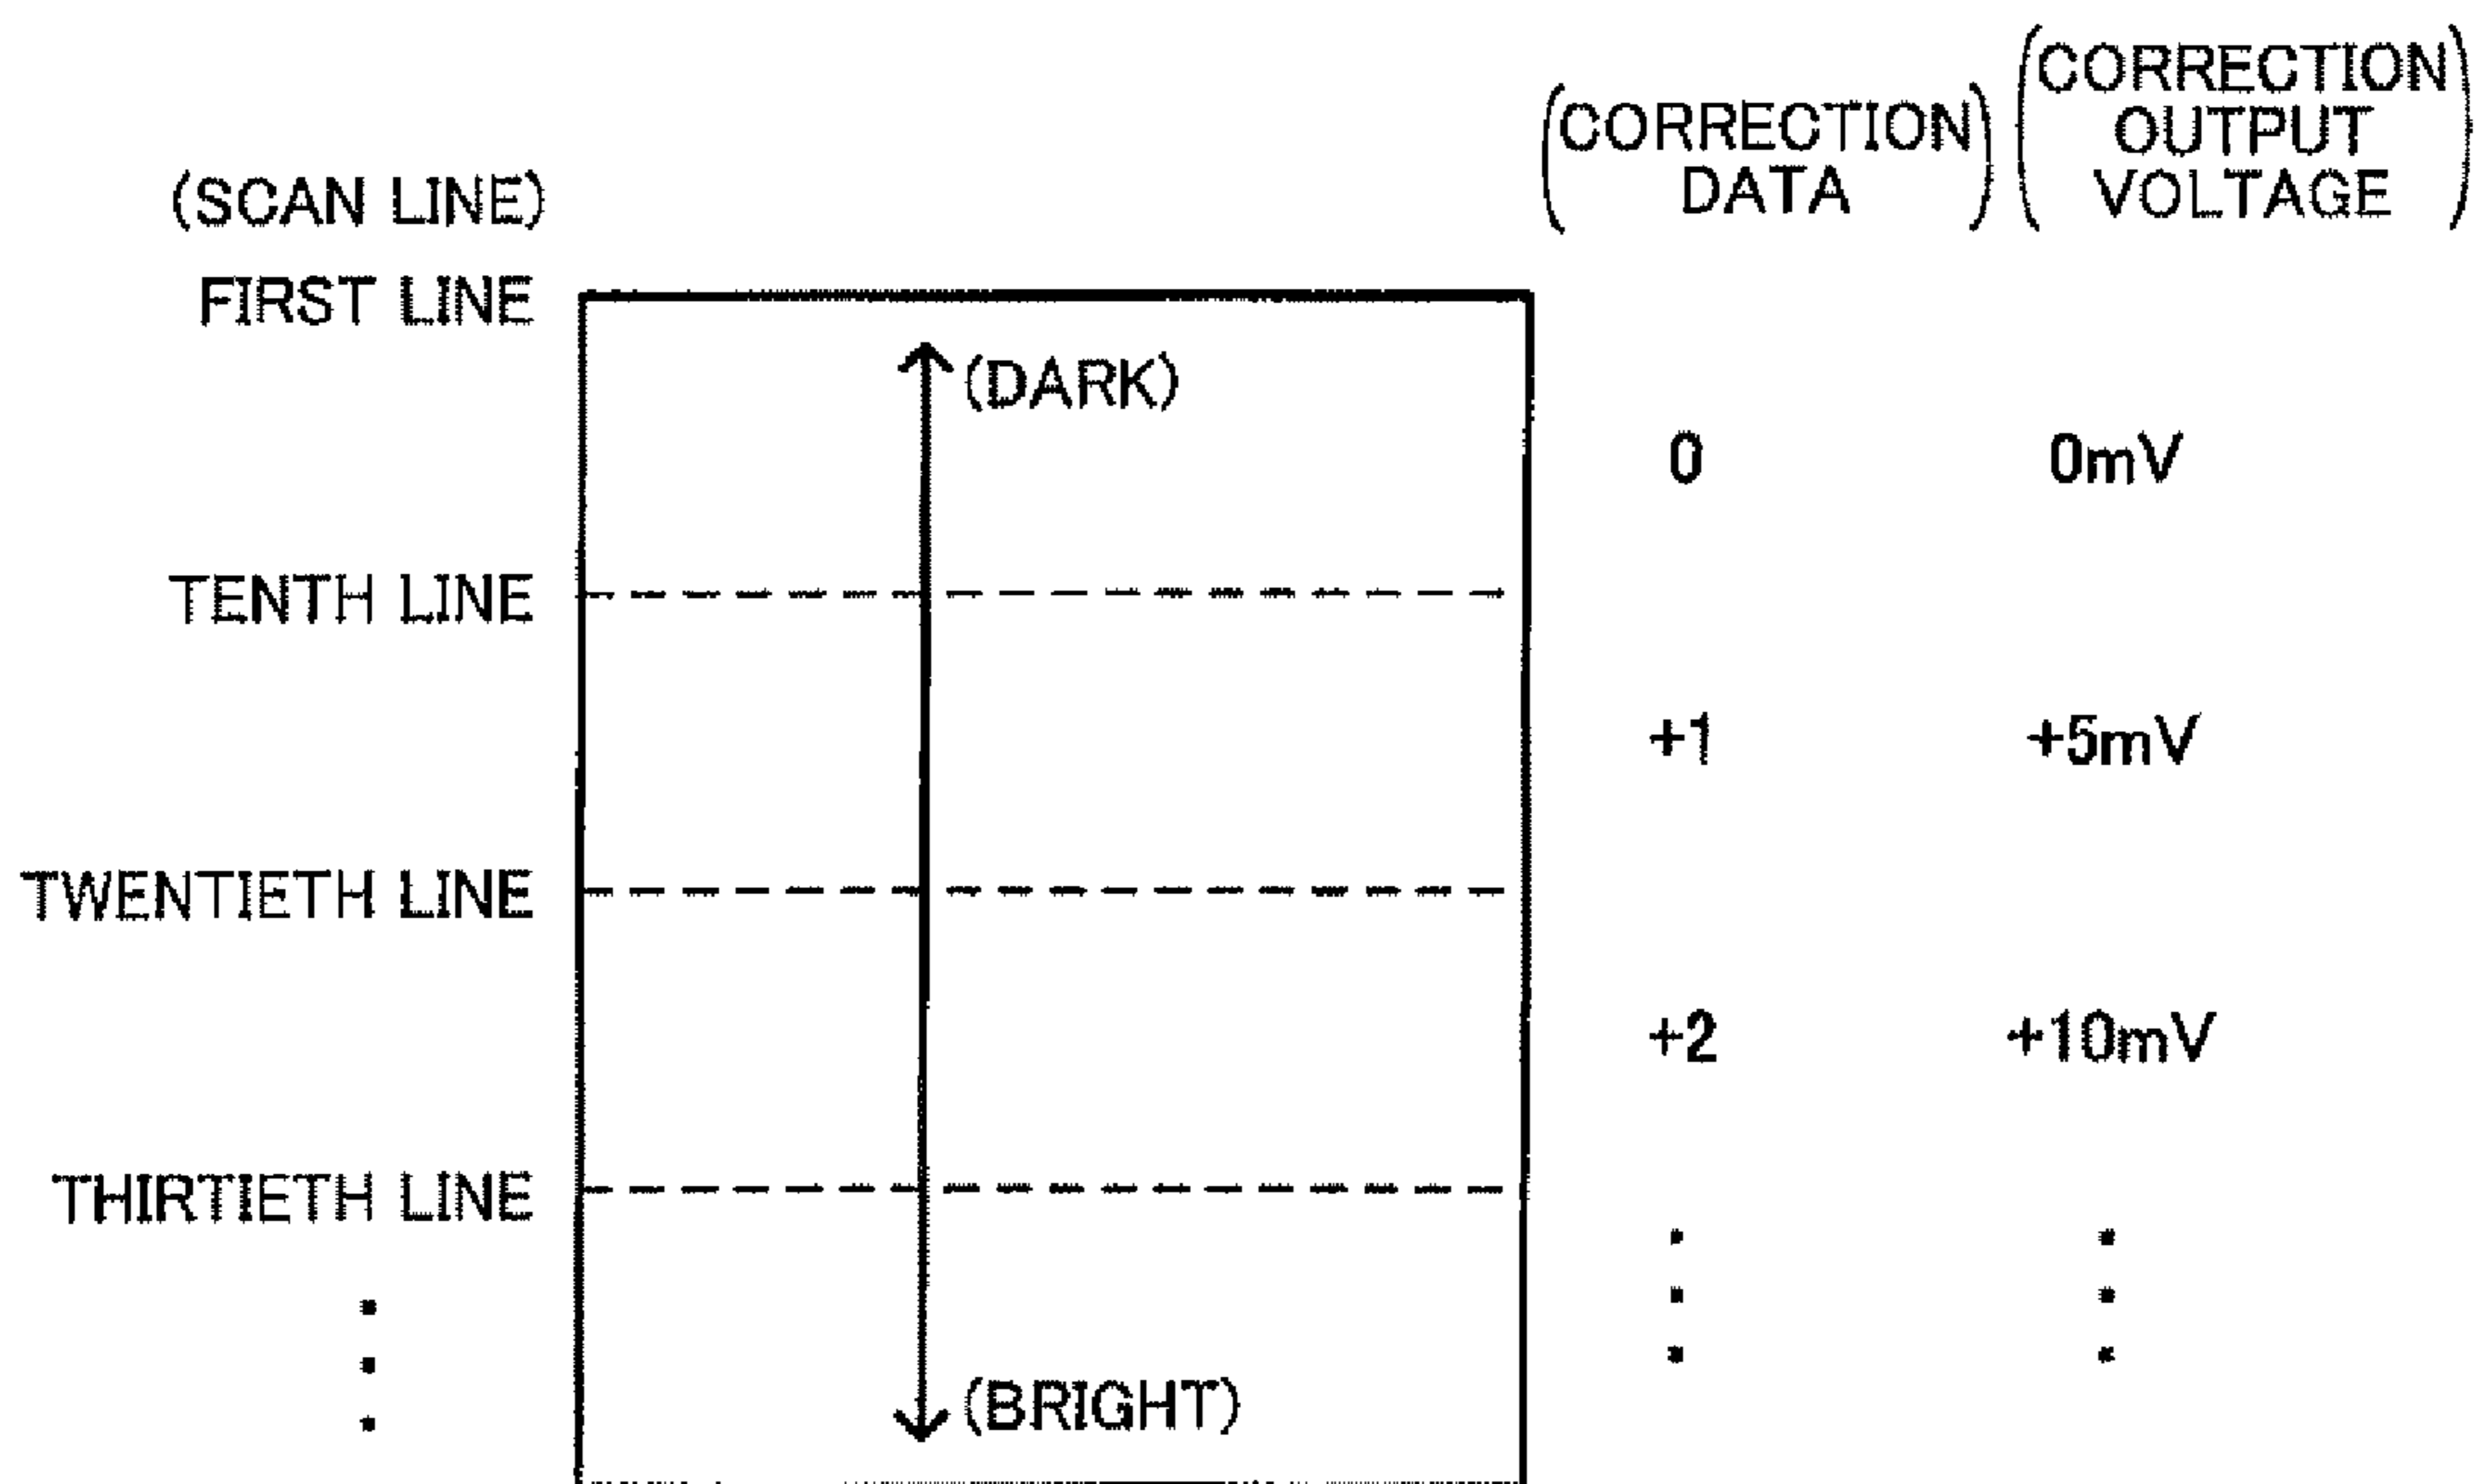 (SCAN LINE)
(CORRECTION
DATA)
(CORRECTION
OUTPUT
VOLTAGE)
FIRST LINE
(DARK)
0 0mV
TENTH LINE
+1 +5mV
TWENTIETH LINE
+2 +10mV
THIRTIETH LINE
(BRIGHT)